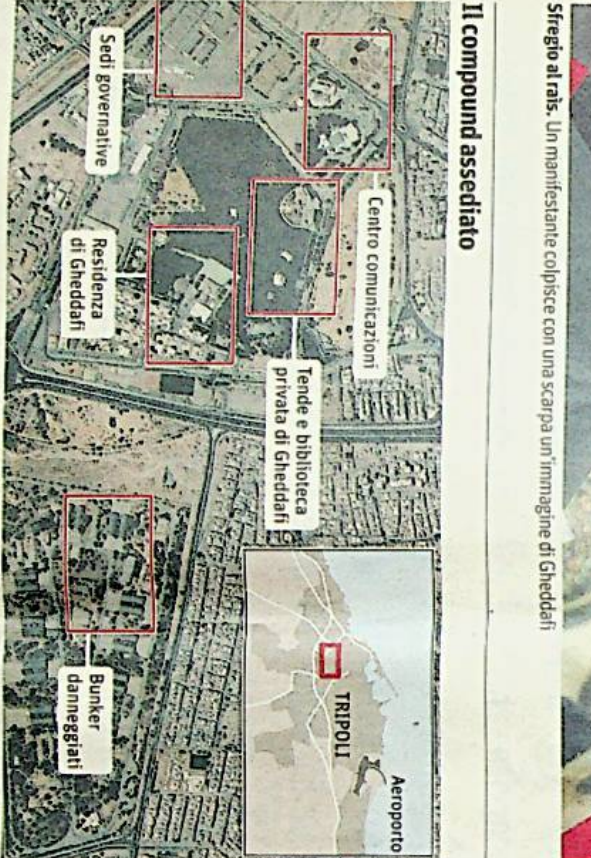 Sfregio al raìs. Un manifestante colpisce con una scarpa un'immagine di Gheddafi
Il compound assediato
Centro comunicazioni
Sedi governative
Tende e biblioteca
privata di Gheddafi
Residenza
di Gheddafi
Bunker
danneggiati
Aeroporto
TRIPOLI